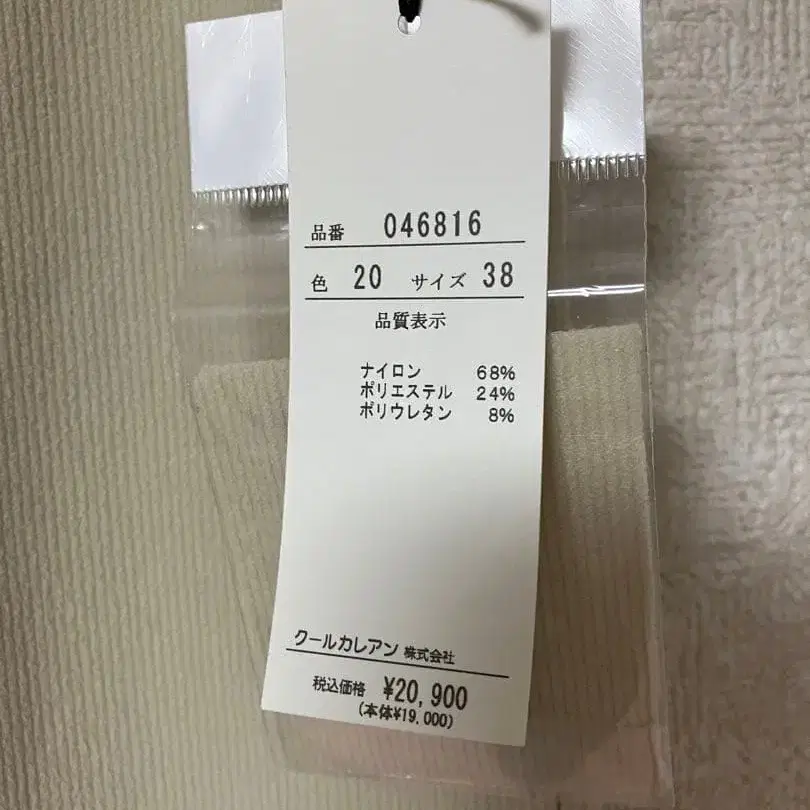 品番 046816
色 20 サイズ 38
品質表示
ナイロン 68%
ポリエステル 24%
ポリウレタン 8%
クールカレアン 株式会社
税込価格 ¥20,900
(本体¥19,000)